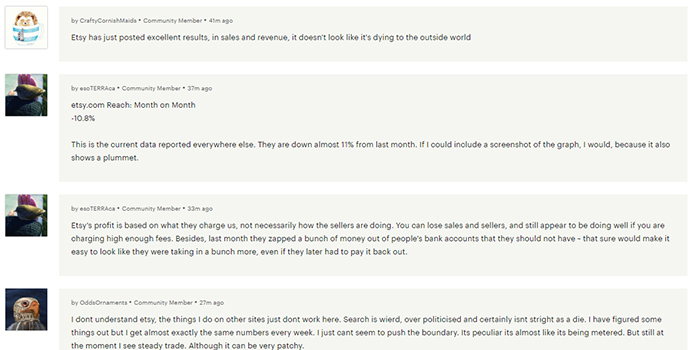 by CraftyCornishMaids • Community Member • 41m ago
Etsy has just posted excellent results, in sales and revenue, it doesn't look like it's dying to the outside world
by esoTERRAca • Community Member • 37m ago
etsy.com Reach: Month on Month
-10.8%
This is the current data reported everywhere else. They are down almost 11% from last month. If I could include a screenshot of the graph, I would, because it also
shows a plummet.
by esoTERRAca • Community Member • 33m ago
Etsy's profit is based on what they charge us, not necessarily how the sellers are doing. You can lose sales and sellers, and still appear to be doing well if you are
charging high enough fees. Besides, last month they zapped a bunch of money out of people's bank accounts that they should not have – that sure would make it
easy to look like they were taking in a bunch more, even if they later had to pay it back out.
by OddsOrnaments • Community Member • 27m ago
I dont understand etsy, the things I do on other sites just dont work here. Search is wierd, over politicised and certainly isnt stright as a die. I have figured some
things out but I get almost exactly the same numbers every week. I just cant seem to push the boundary. Its peculiar its almost like its being metered. But still at
the moment I see steady trade. Although it can be very patchy.